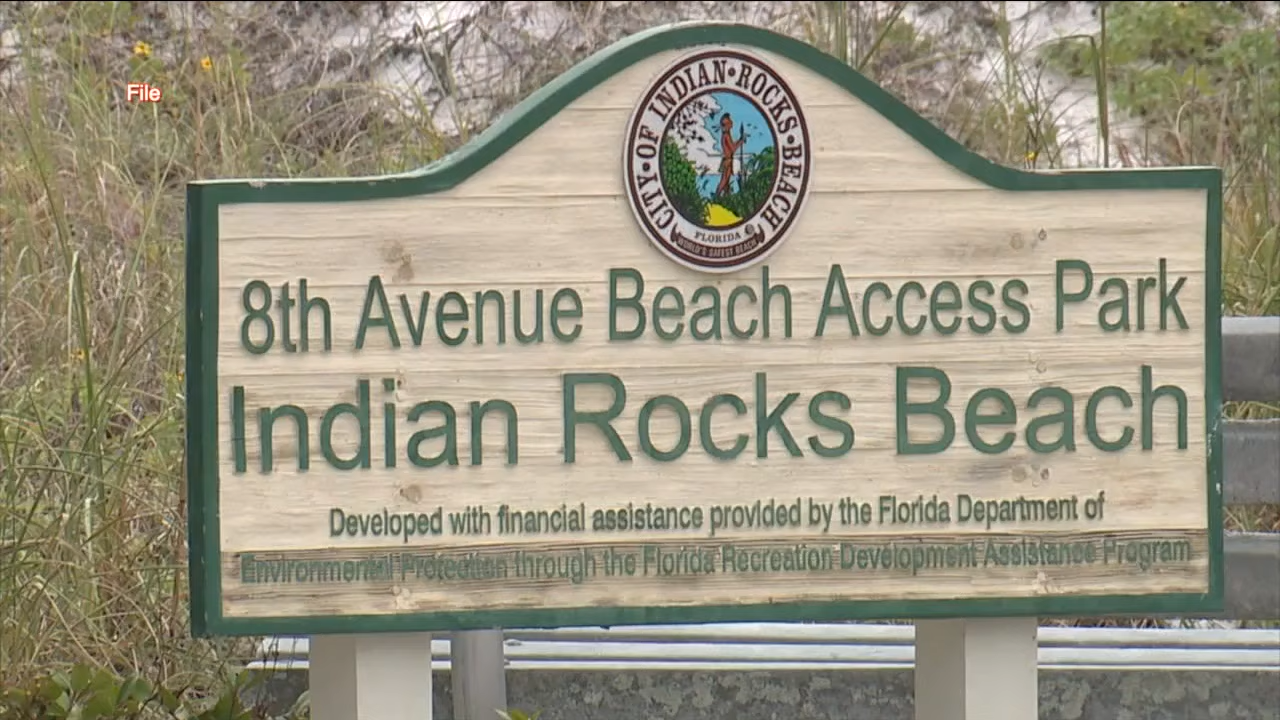 File
CITY • OF INDIAN • ROCKS • BEACH
FLORIDA
WORLD'S SAFEST BEACH
8th Avenue Beach Access Park
Indian Rocks Beach
Developed with financial assistance provided by the Florida Department of
Environmental Protection through the Florida Recreation Development Assistance Program